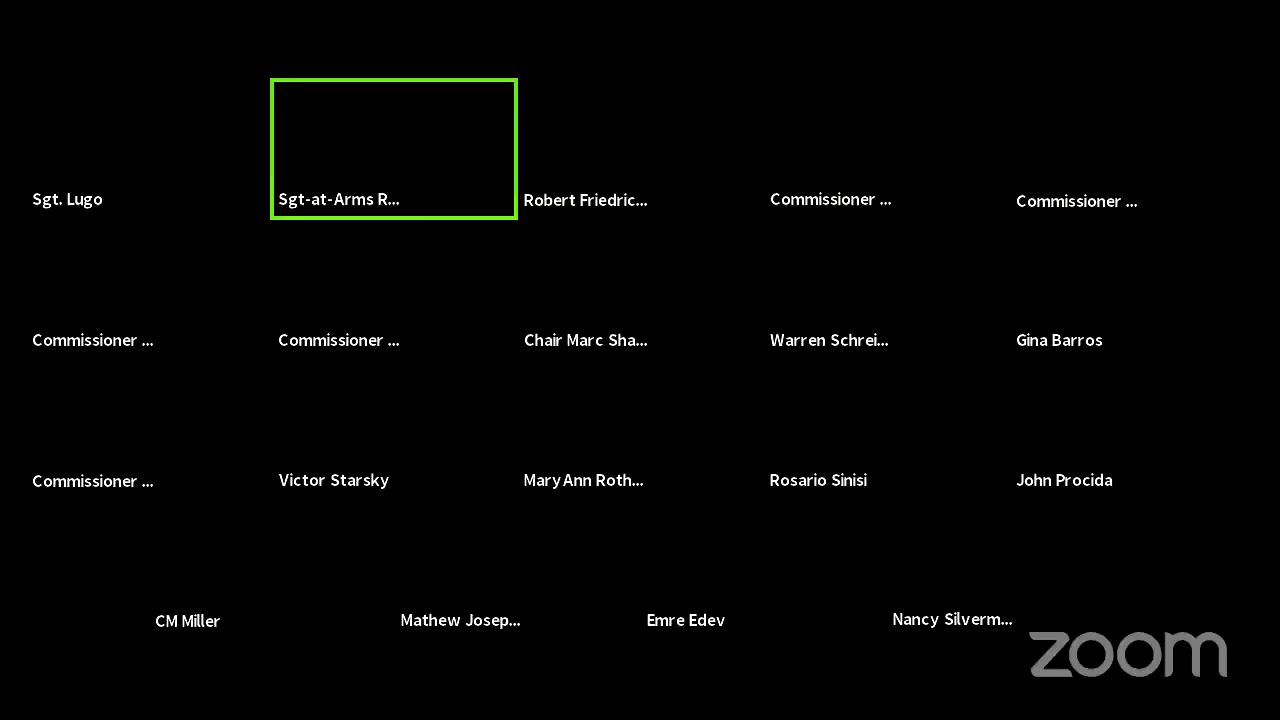 Sgt. Lugo
Sgt-at-Arms R...
Robert Friedric...
Commissioner ...
Commissioner ...
Commissioner ...
Commissioner ...
Chair Marc Sha...
Warren Schrei...
Gina Barros
Commissioner ...
Victor Starsky
Mary Ann Roth...
Rosario Sinisi
John Procida
CM Miller
Mathew Josep...
Emre Edev
Nancy Silverm...
zoom